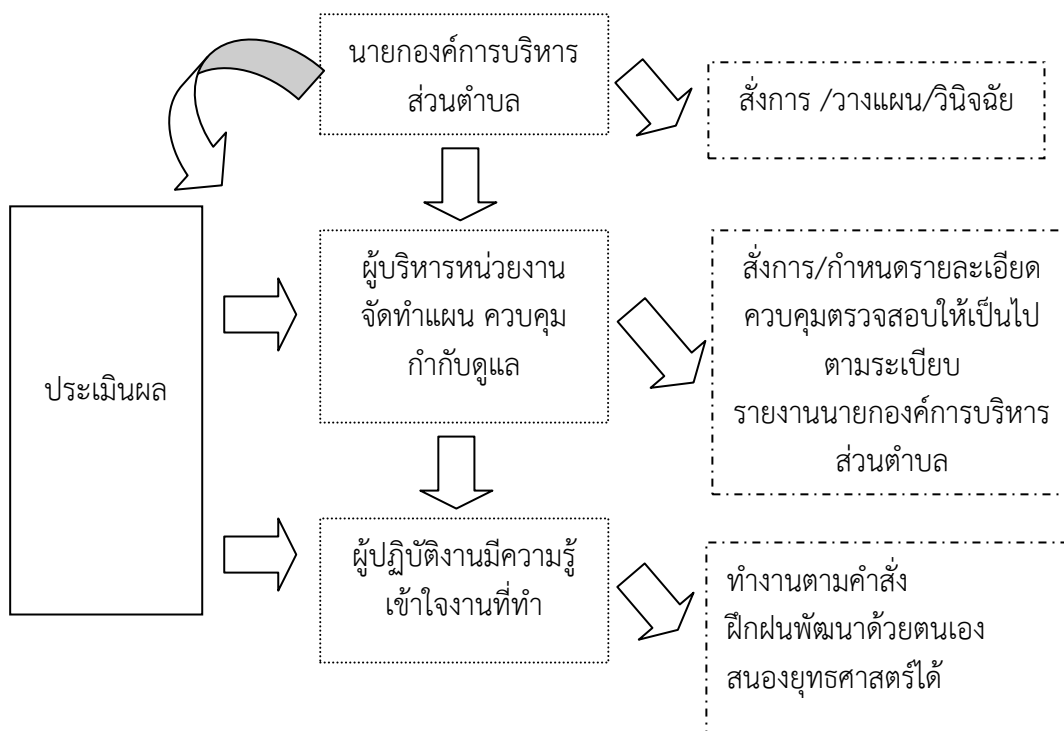 นายกองค์การบริหาร
ส่วนตำบล
สั่งการ /วางแผน/วินิจฉัย
ประเมินผล
ผู้บริหารหน่วยงาน
จัดทำแผน ควบคุม
กำกับดูแล
สั่งการ/กำหนดรายละเอียด
ควบคุมตรวจสอบให้เป็นไป
ตามระเบียบ
รายงานนายกองค์การบริหาร
ส่วนตำบล
ผู้ปฏิบัติงานมีความรู้
เข้าใจงานที่ทำ
ทำงานตามคำสั่ง
ฝึกฝนพัฒนาด้วยตนเอง
สนองยุทธศาสตร์ได้